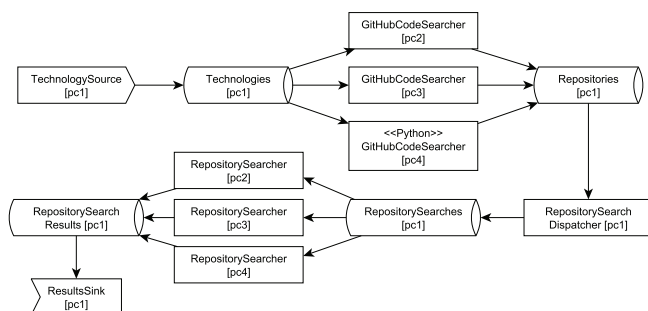 GitHubCodeSearcher
[pc2]
TechnologySource
[pc1]
Technologies
[pc1]
GitHubCodeSearcher
[pc3]
Repositories
[pc1]
<<Python>>
GitHubCodeSearcher
[pc4]
RepositorySearcher
[pc2]
RepositorySearch
Results [pc1]
RepositorySearcher
[pc3]
RepositorySearches
[pc1]
RepositorySearch
Dispatcher [pc1]
RepositorySearcher
[pc4]
ResultsSink
[pc1]